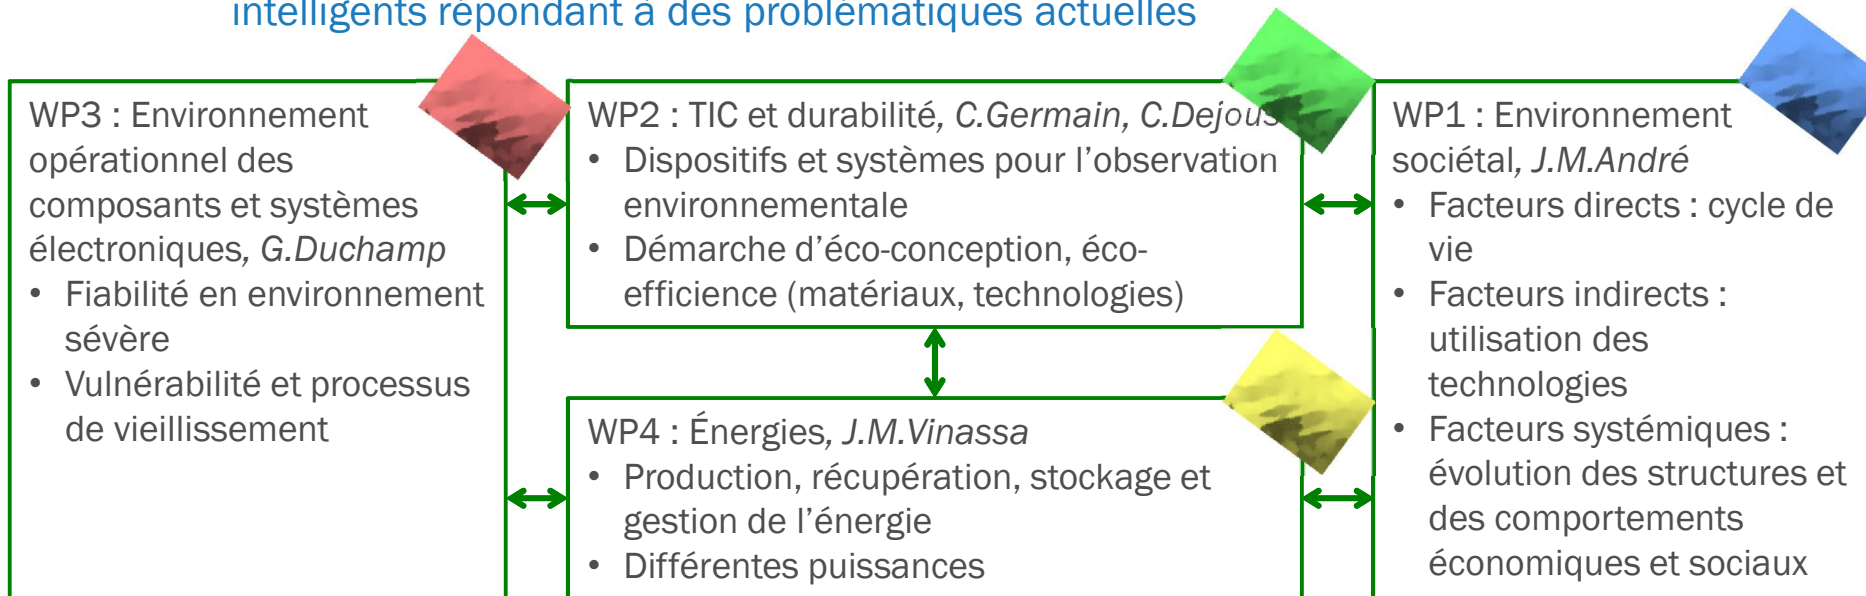 intelligents répondant à des problématiques actuelles
WP3 : Environnement
opérationnel des
composants et systèmes
électroniques, G.Duchamp
• Fiabilité en environnement
sévère
• Vulnérabilité et processus
de vieillissement
WP2 : TIC et durabilité, C.Germain, C.Dejous
• Dispositifs et systèmes pour l’observation
environnementale
• Démarche d’éco-conception, éco-
efficience (matériaux, technologies)
WP4 : Énergies, J.M.Vinassa
• Production, récupération, stockage et
gestion de l’énergie
• Différentes puissances
WP1 : Environnement
sociétal, J.M.André
• Facteurs directs : cycle de
vie
• Facteurs indirects :
utilisation des
technologies
• Facteurs systémiques :
évolution des structures et
des comportements
économiques et sociaux